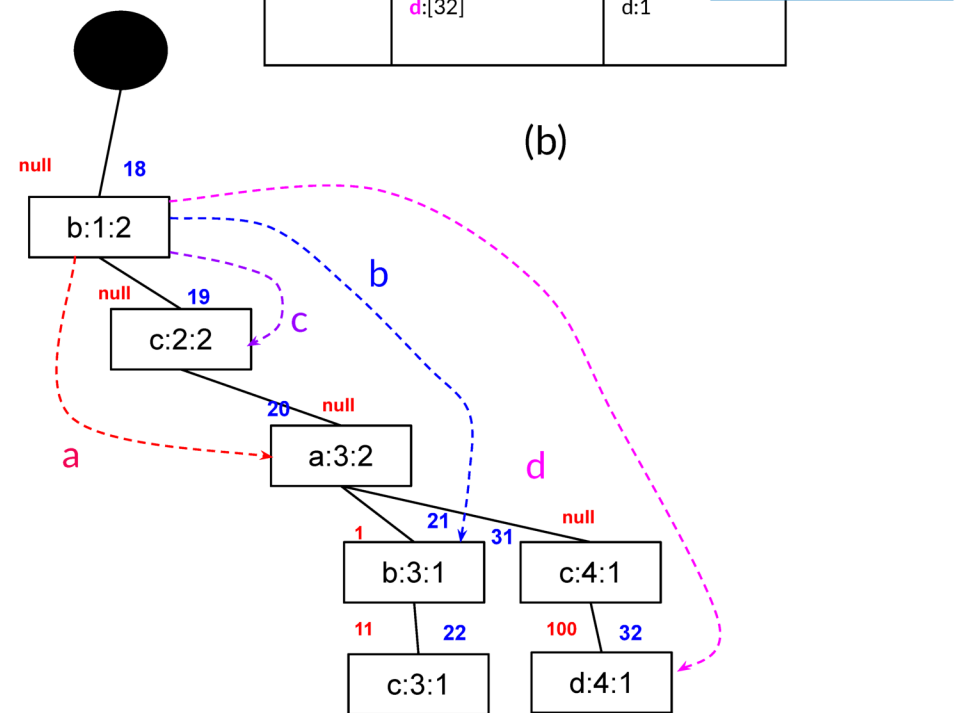 d:[32] d:1
(b)
null 18
b:1:2
b
null 19
c
c:2:2
20 null
a:3:2
a
d
1 21 31 null
b:3:1 c:4:1
11 22 100 32
c:3:1 d:4:1